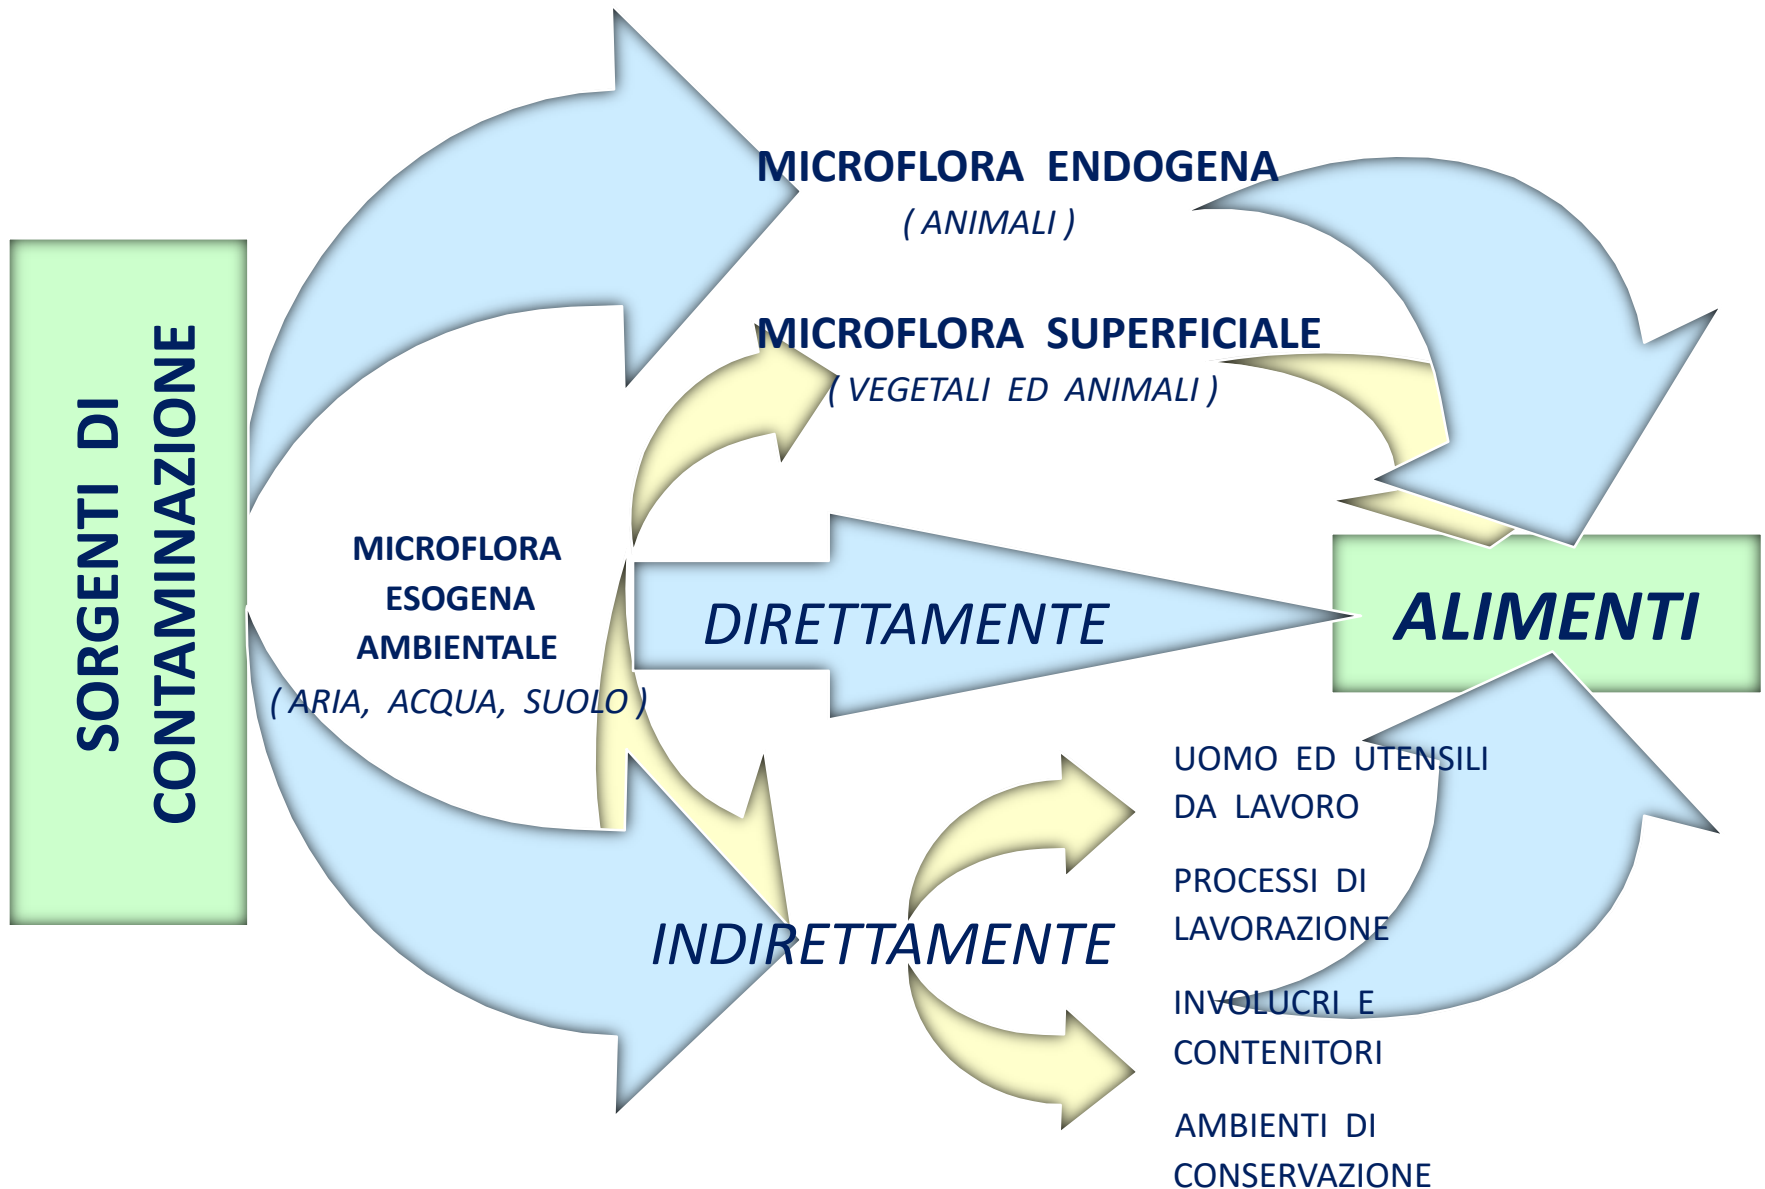 SORGENTI DI
CONTAMINAZIONE
MICROFLORA ENDOGENA
( ANIMALI )
MICROFLORA SUPERFICIALE
( VEGETALI ED ANIMALI )
MICROFLORA
ESOGENA
AMBIENTALE
( ARIA, ACQUA, SUOLO )
DIRETTAMENTE
ALIMENTI
INDIRETTAMENTE
UOMO ED UTENSILI
DA LAVORO
PROCESSI DI
LAVORAZIONE
INVOLUCRI E
CONTENITORI
AMBIENTI DI
CONSERVAZIONE